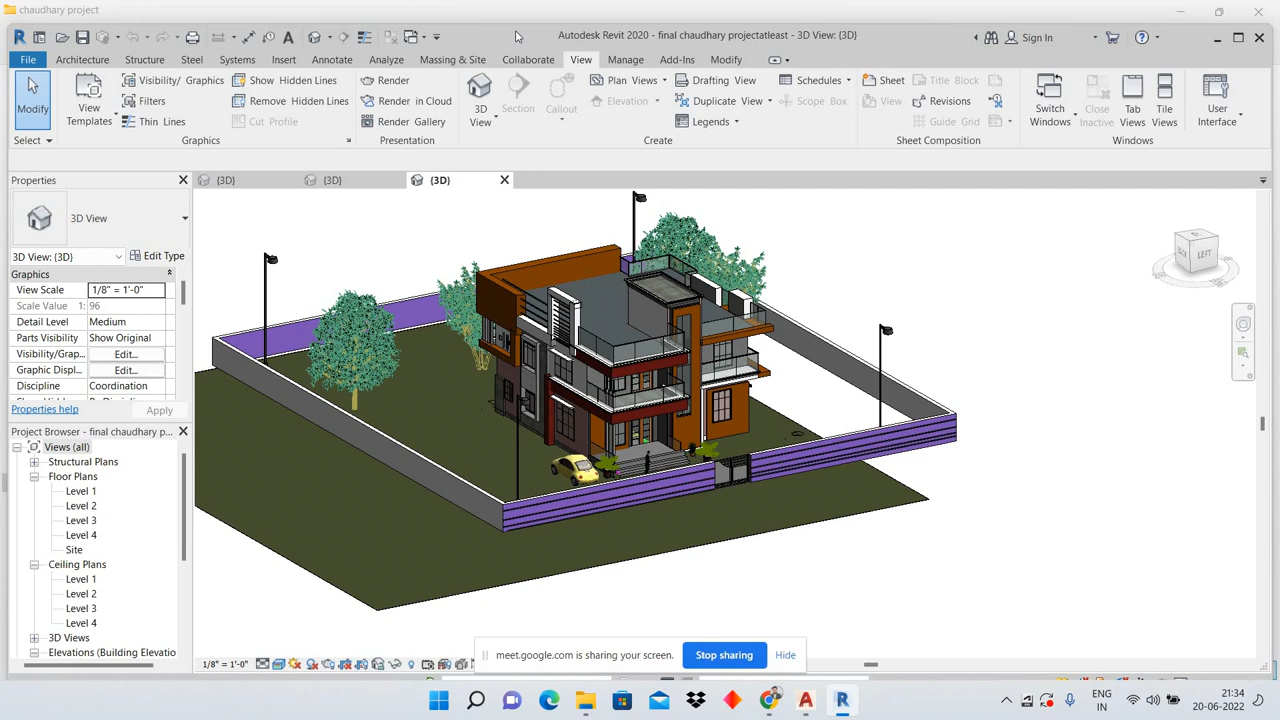 chaudhary project
Autodesk Revit 2020 - final chaudhary projectatleast - 3D View: {3D}
Sign In
File Architecture Structure Steel Systems Insert Annotate Analyze Massing & Site Collaborate View Manage Add-Ins Modify
Modify
View
Templates
Visibility/ Graphics
Filters
Thin Lines
Show Hidden Lines
Remove Hidden Lines
Cut Profile
Render
Render in Cloud
Render Gallery
3D
View
Section
Callout
Plan Views
Elevation
Drafting View
Duplicate View
Legends
Schedules
Scope Box
Sheet
View
Title Block
Revisions
Guide Grid
Switch
Windows
Close
Inactive
Tab
Views
Tile
Views
User
Interface
Select Graphics Presentation Create Sheet Composition Windows
Properties
{3D} {3D} {3D}
3D View
3D View: {3D} Edit Type
Graphics
View Scale 1/8" = 1'-0"
Scale Value 1: 96
Detail Level Medium
Parts Visibility Show Original
Visibility/Grap... Edit...
Graphic Displ... Edit...
Discipline Coordination
Properties help Apply
Project Browser - final chaudhary p...
Views (all)
Structural Plans
Floor Plans
Level 1
Level 2
Level 3
Level 4
Site
Ceiling Plans
Level 1
Level 2
Level 3
Level 4
3D Views
Elevations (Building Elevatio
LEFT
1/8" = 1'-0"
meet.google.com is sharing your screen. Stop sharing Hide
ENG
IN
21:34
20-06-2022